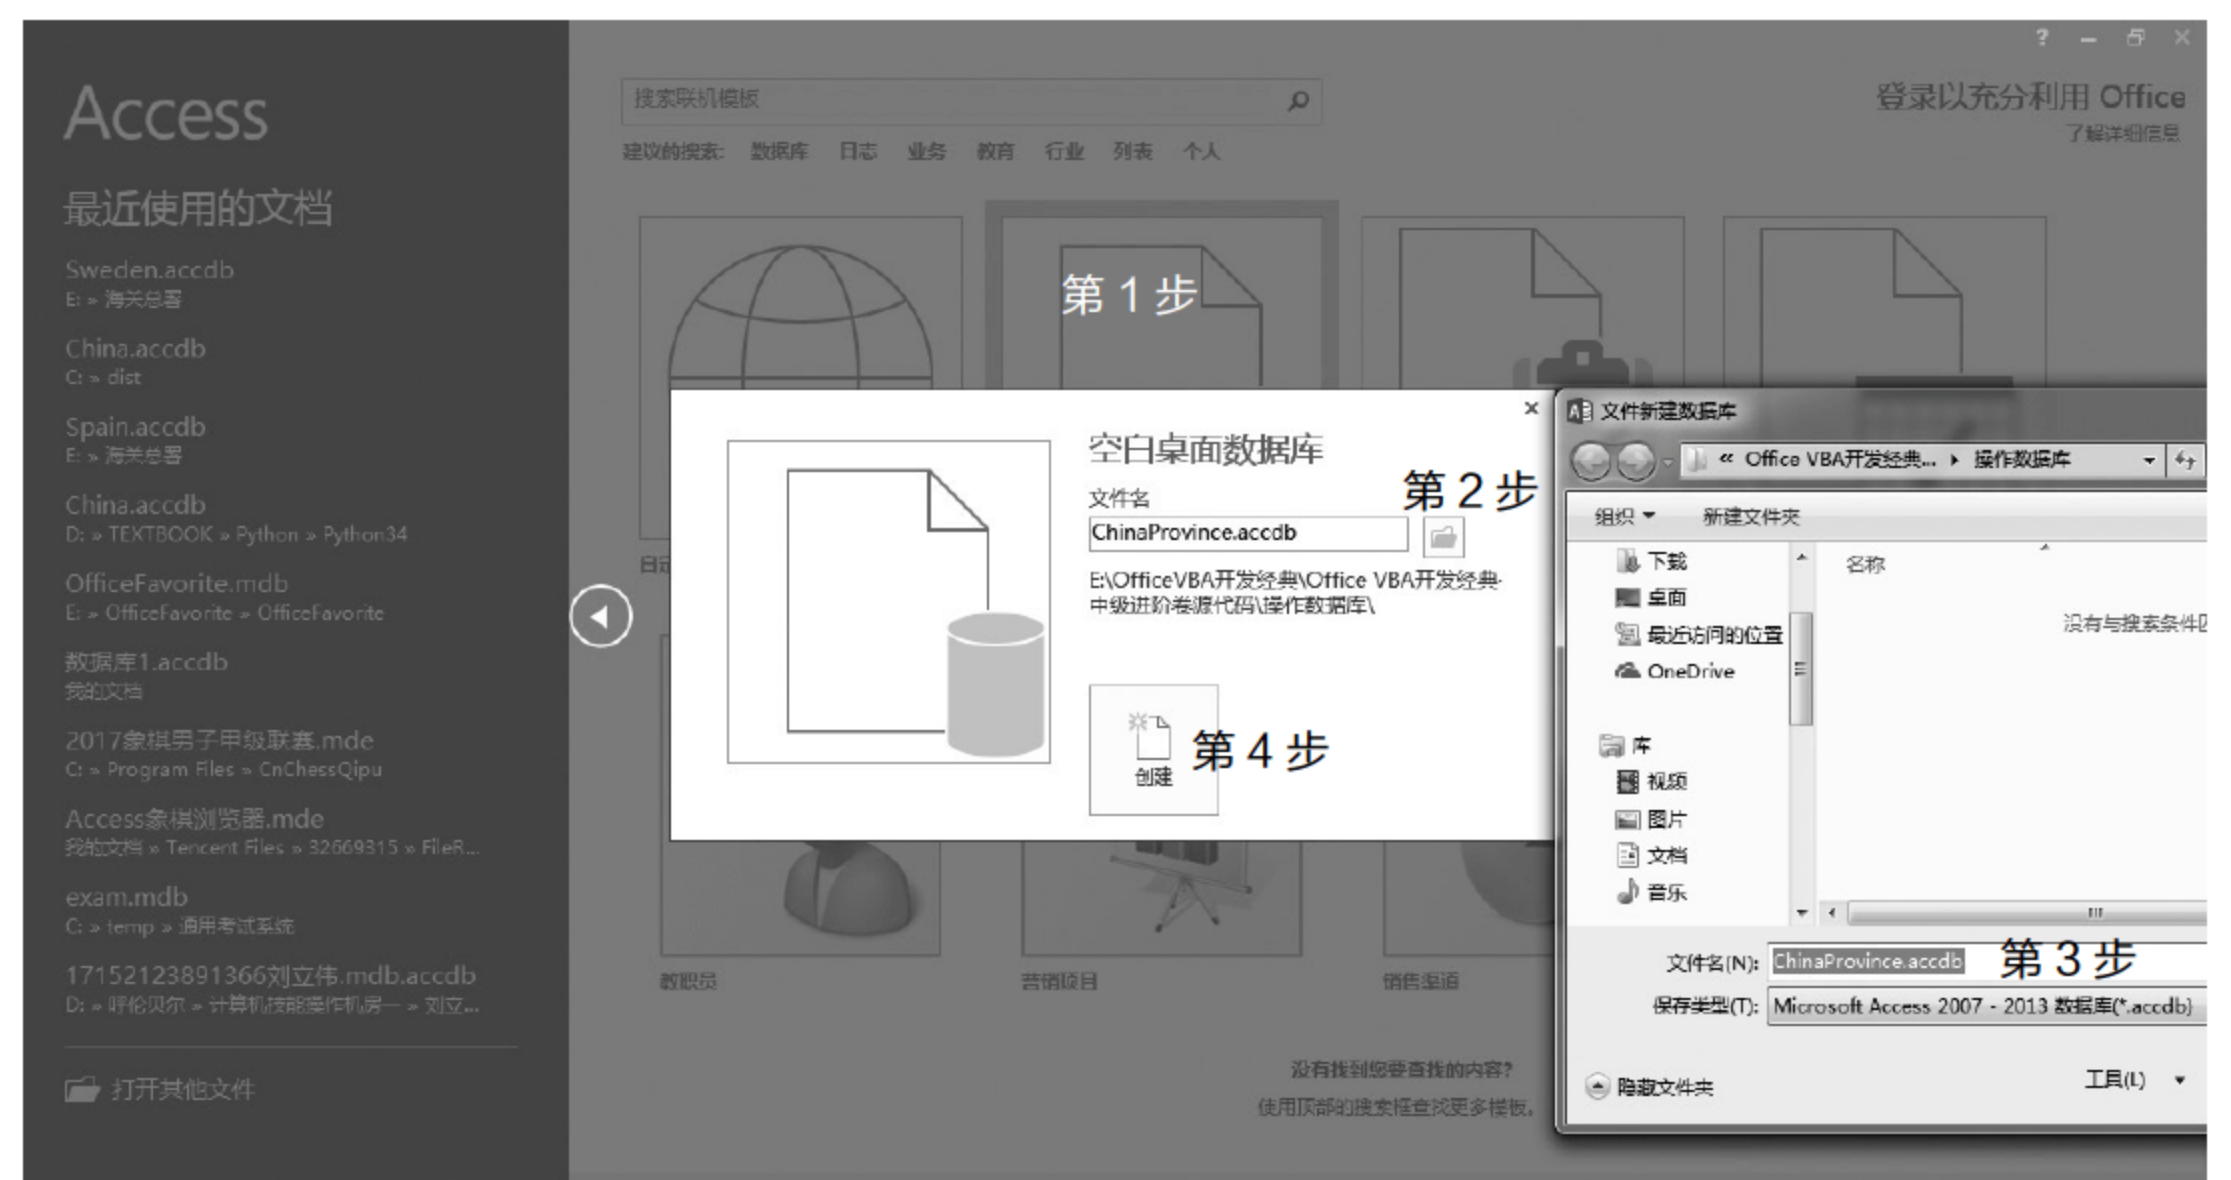 Access
最近使用的文档
Sweden.accdb
E: » 海关总署
China.accdb
C: » dist
Spain.accdb
E: » 海关总署
China.accdb
D: » TEXTBOOK » Python » Python34
OfficeFavorite.mdb
E: » OfficeFavorite » OfficeFavorite
数据库1.accdb
我的文档
2017象棋男子甲级联赛.mde
C: » Program Files » CnChessQipu
Access象棋浏览器.mde
我的文档 » Tencent Files » 32669315 » FileR...
exam.mdb
C: » temp » 通用考试系统
17152123891366刘立伟.mdb.accdb
D: » 呼伦贝尔 » 计算机技能操作机房一 » 刘立...
打开其他文件
搜索联机模板
建议的搜索: 数据库 日志 业务 教育 行业 列表 个人
登录以充分利用 Office
了解详细信息
第 1 步
空白桌面数据库
第 2 步
文件名
ChinaProvince.accdb
E:\OfficeVBA开发经典\Office VBA开发经典-
中级进阶卷源代码\操作数据库\
创建
第 4 步
教职员
营销项目
销售渠道
没有找到您要查找的内容?
使用顶部的搜索框查找更多模板。
文件新建数据库
« Office VBA开发经典... 操作数据库
组织 新建文件夹
下载
桌面
最近访问的位置
OneDrive
库
视频
图片
文档
音乐
名称
没有与搜索条件匹
文件名(N): ChinaProvince.accdb
第 3 步
保存类型(T): Microsoft Access 2007 - 2013 数据库(*.accdb)
隐藏文件夹
工具(L)